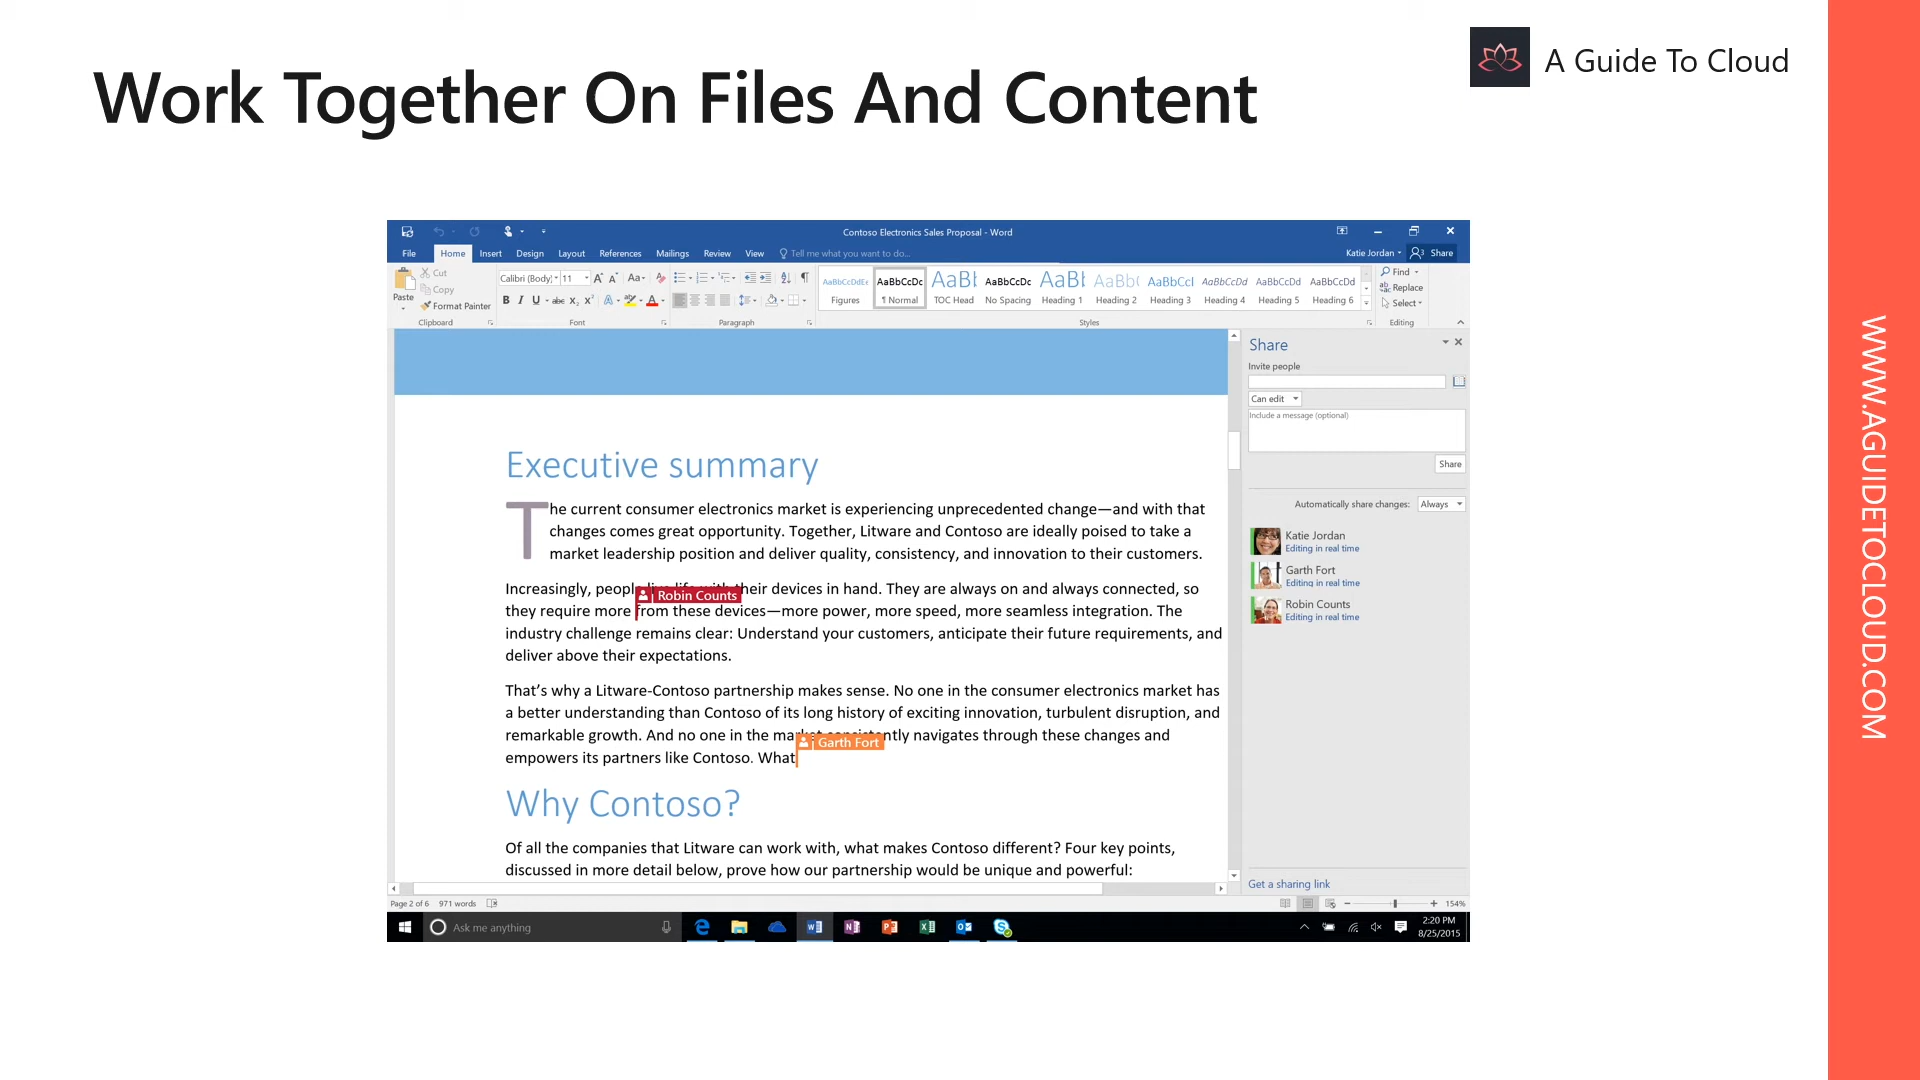 Work Together On Files And Content
A Guide To Cloud
WWW.AGUIDETOCLOUD.COM
Contoso Electronics Sales Proposal - Word
File Home Insert Design Layout References Mailings Review View Tell me what you want to do...
Katie Jordan Share
Paste
Cut
Copy
Format Painter
Clipboard
Calibri (Body) 11
Font
Paragraph
AaBbCcDdEe AaBbCcDc AaBb AaBbCcDc AaBb AaBb( AaBbCcI AaBbCcDd AaBbCcDd AaBbCcDd
Figures ¶ Normal TOC Head No Spacing Heading 1 Heading 2 Heading 3 Heading 4 Heading 5 Heading 6
Styles
Find
Replace
Select
Editing
Executive summary
The current consumer electronics market is experiencing unprecedented change—and with that
changes comes great opportunity. Together, Litware and Contoso are ideally poised to take a
market leadership position and deliver quality, consistency, and innovation to their customers.
Increasingly, people live life with their devices in hand. They are always on and always connected, so
Robin Counts
they require more from these devices—more power, more speed, more seamless integration. The
industry challenge remains clear: Understand your customers, anticipate their future requirements, and
deliver above their expectations.
That's why a Litware-Contoso partnership makes sense. No one in the consumer electronics market has
a better understanding than Contoso of its long history of exciting innovation, turbulent disruption, and
remarkable growth. And no one in the market consistently navigates through these changes and
Garth Fort
empowers its partners like Contoso. What
Why Contoso?
Of all the companies that Litware can work with, what makes Contoso different? Four key points,
discussed in more detail below, prove how our partnership would be unique and powerful:
Share
Invite people
Can edit
Include a message (optional)
Share
Automatically share changes: Always
Katie Jordan
Editing in real time
Garth Fort
Editing in real time
Robin Counts
Editing in real time
Get a sharing link
Page 2 of 6 971 words
154%
Ask me anything
2:20 PM
8/25/2015